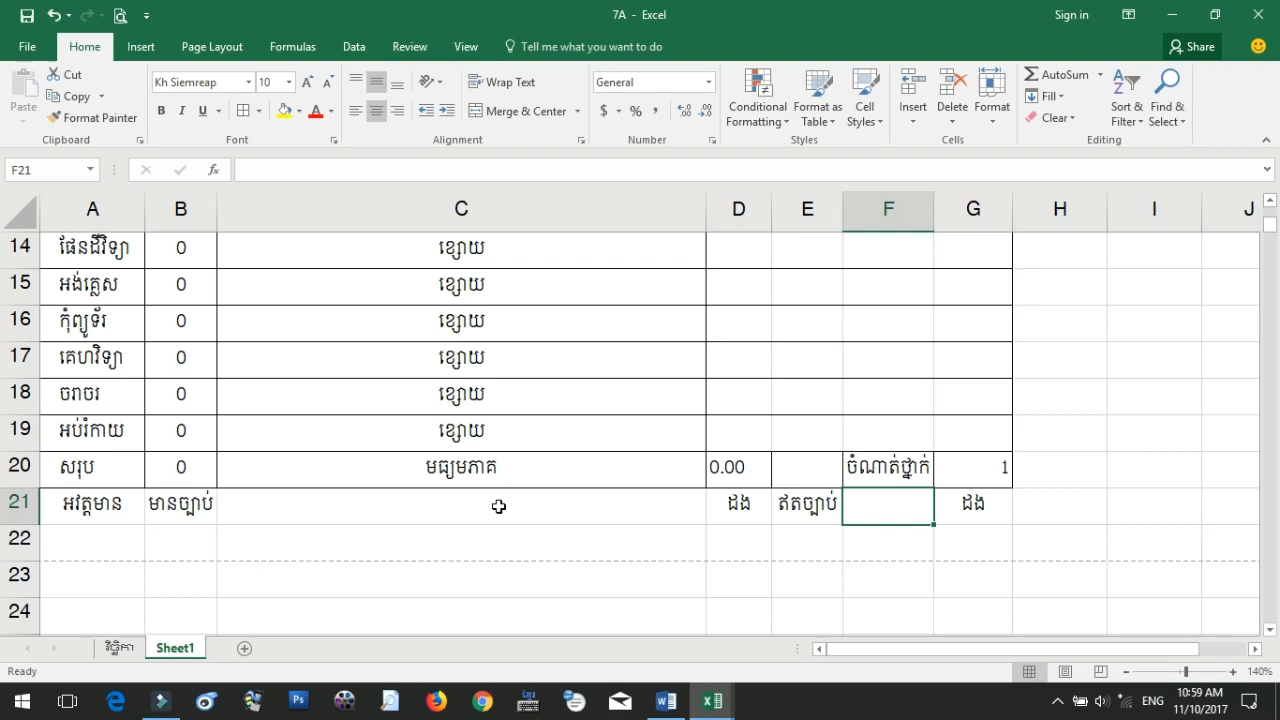 7A - Excel
Sign in
File Home Insert Page Layout Formulas Data Review View Tell me what you want to do Share
Paste Cut Copy Format Painter
Clipboard
Kh Siemreap 10
B I U
Font
Wrap Text
Merge & Center
Alignment
General
$ % ,
Number
Conditional Formatting Format as Table Cell Styles
Styles
Insert Delete Format
Cells
AutoSum Fill Clear
Sort & Filter Find & Select
Editing
F21
A B C D E F G H I J
14 ផែនដីវិទ្យា 0 ខ្សោយ
15 អង់គ្លេស 0 ខ្សោយ
16 កុំព្យូទ័រ 0 ខ្សោយ
17 គេហវិទ្យា 0 ខ្សោយ
18 ចរាចរ 0 ខ្សោយ
19 អប់រំកាយ 0 ខ្សោយ
20 សរុប 0 មធ្យមភាគ 0.00 ចំណាត់ថ្នាក់ 1
21 អវត្តមាន មានច្បាប់ ដង ឥតច្បាប់ ដង
22
23
24
វិច្ឆិកា Sheet1
Ready 140%
ENG 10:59 AM
11/10/2017